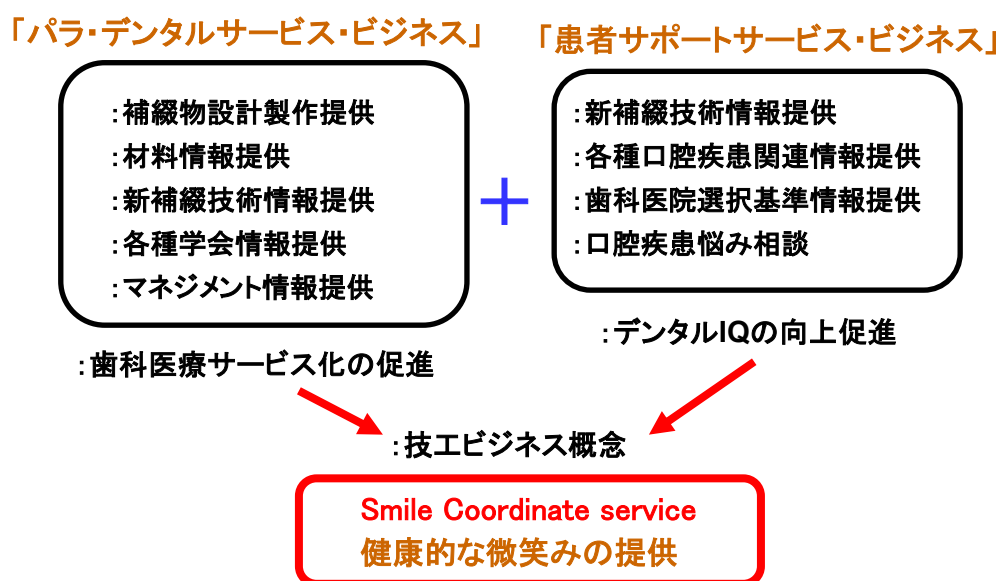 「パラ・デンタルサービス・ビジネス」
:補綴物設計製作提供
:材料情報提供
:新補綴技術情報提供
:各種学会情報提供
:マネジメント情報提供
:歯科医療サービス化の促進
+
「患者サポートサービス・ビジネス」
:新補綴技術情報提供
:各種口腔疾患関連情報提供
:歯科医院選択基準情報提供
:口腔疾患悩み相談
:デンタルIQの向上促進
:技工ビジネス概念
Smile Coordinate service
健康的な微笑みの提供